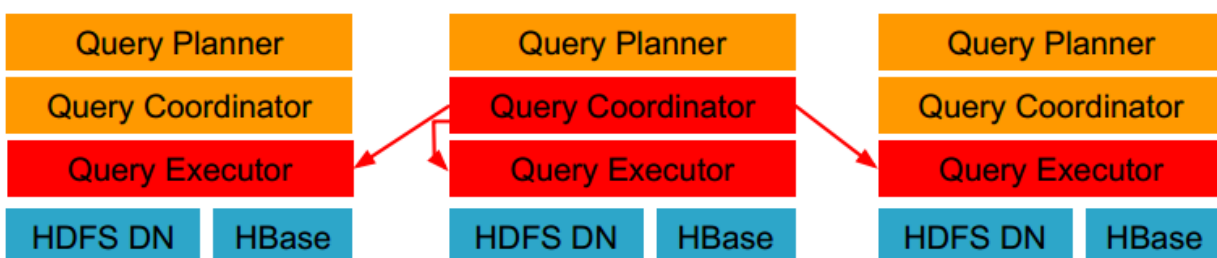 Query Planner
Query Planner
Query Planner
Query Coordinator
Query Coordinator
Query Coordinator
Query Executor
Query Executor
Query Executor
HDFS DN
HBase
HDFS DN
HBase
HDFS DN
HBase